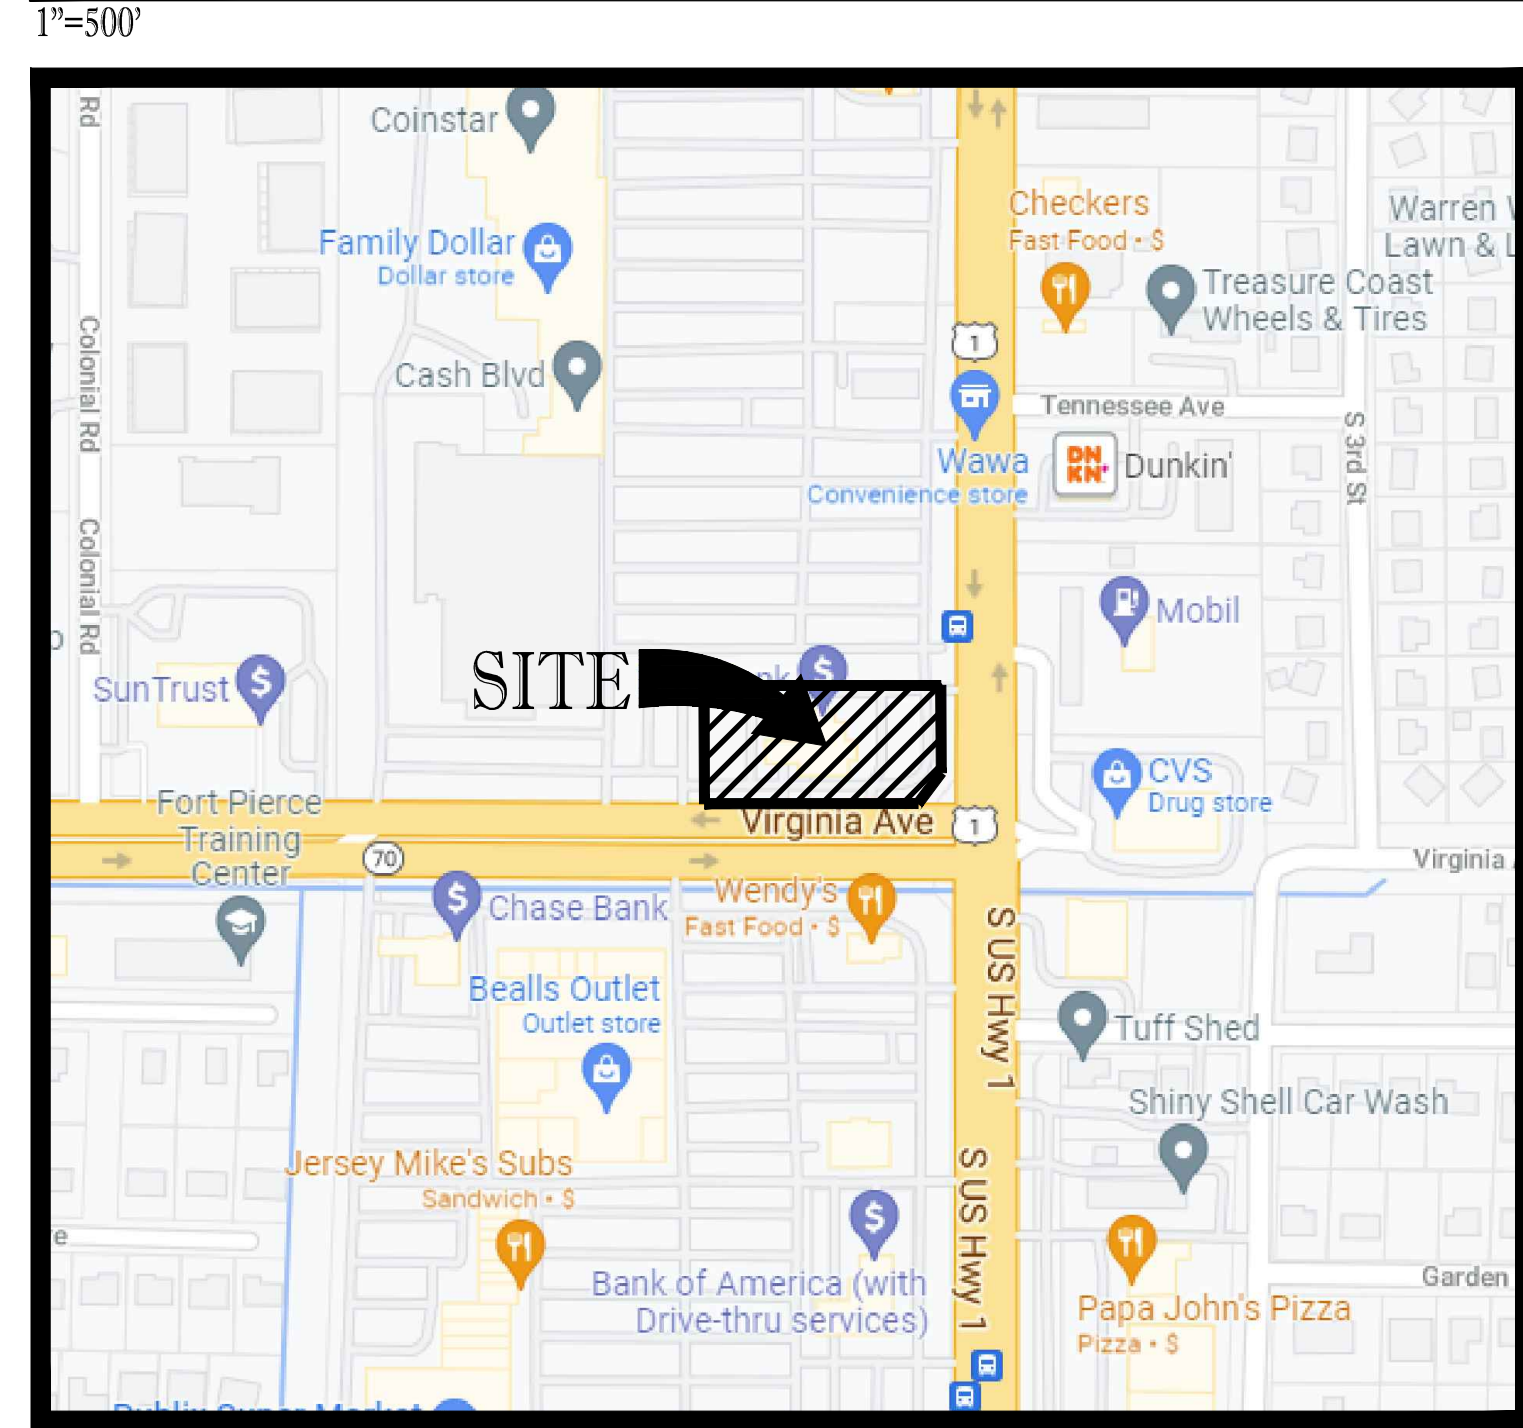 1”=500’
Rd
Coinstar
Checkers
Fast Food • $
Warren
Lawn & L
Family Dollar
Dollar store
Treasure Coast
Wheels & Tires
1
Colonial Rd
Cash Blvd
Tennessee Ave
S 3rd St
Wawa
Convenience store
DN
KN'
Dunkin'
Colonial Rd
Mobil
SITE
SunTrust
CVS
Drug store
Fort Pierce
Training
Center
Virginia Ave
1
70
Virginia
Chase Bank
Wendy's
Fast Food • $
S US Hwy 1
Bealls Outlet
Outlet store
Tuff Shed
Shiny Shell Car Wash
Jersey Mike's Subs
Sandwich • $
S US Hwy 1
Bank of America (with
Drive-thru services)
Garden
Papa John's Pizza
Pizza • $